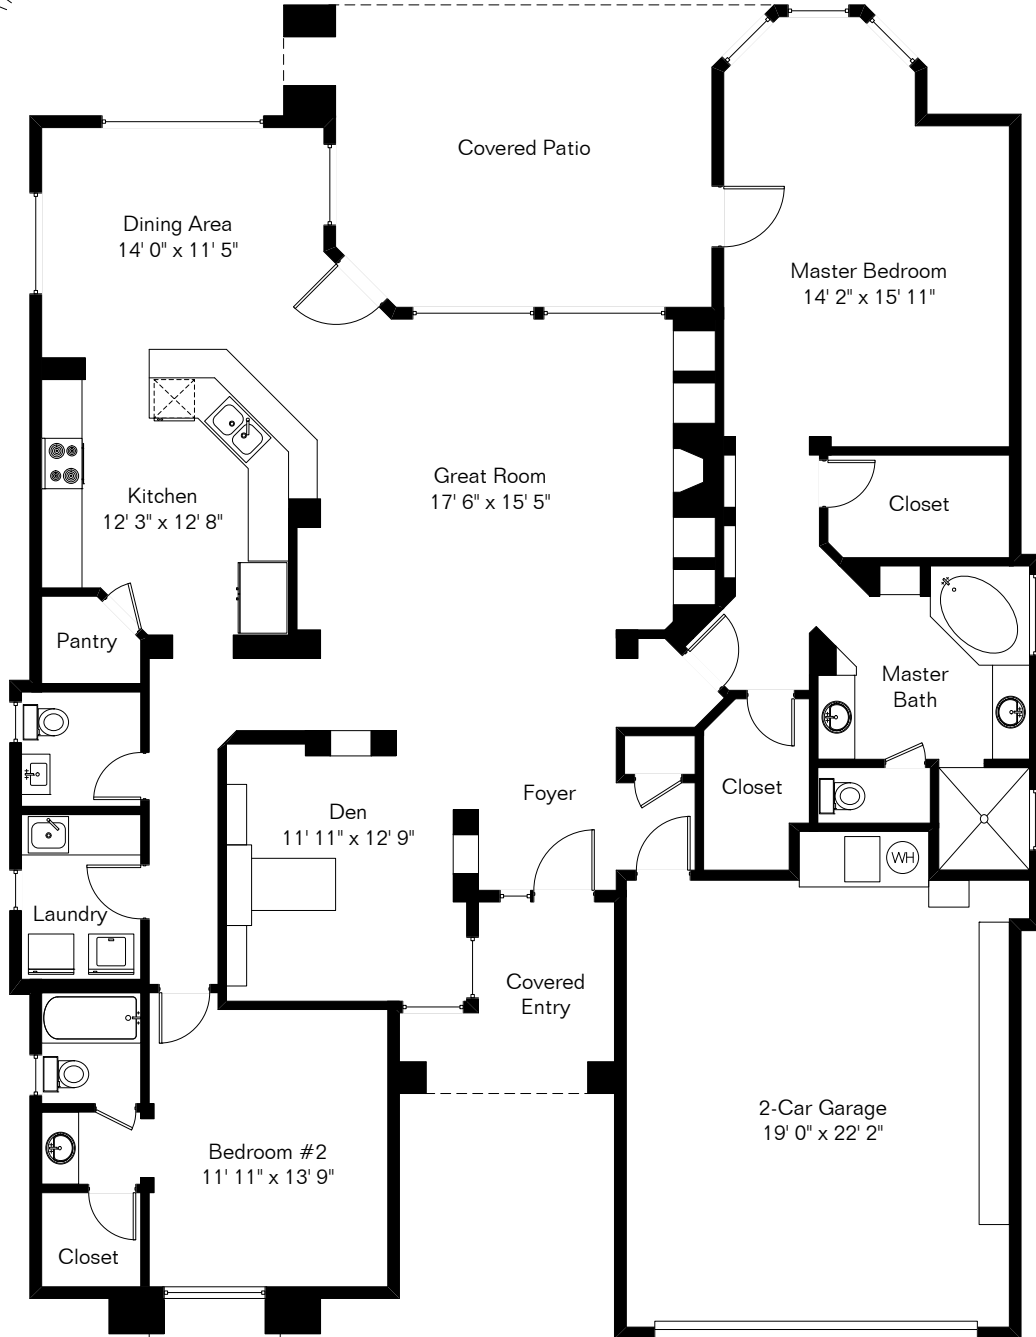 Covered Patio
Dining Area
14' 0" x 11' 5"
Master Bedroom
14' 2" x 15' 11"
Great Room
17' 6" x 15' 5"
Kitchen
12' 3" x 12' 8"
Closet
Pantry
Master
Bath
Closet
Foyer
Den
11' 11" x 12' 9"
WH
Laundry
Covered
Entry
2-Car Garage
19' 0" x 22' 2"
Bedroom #2
11' 11" x 13' 9"
Closet